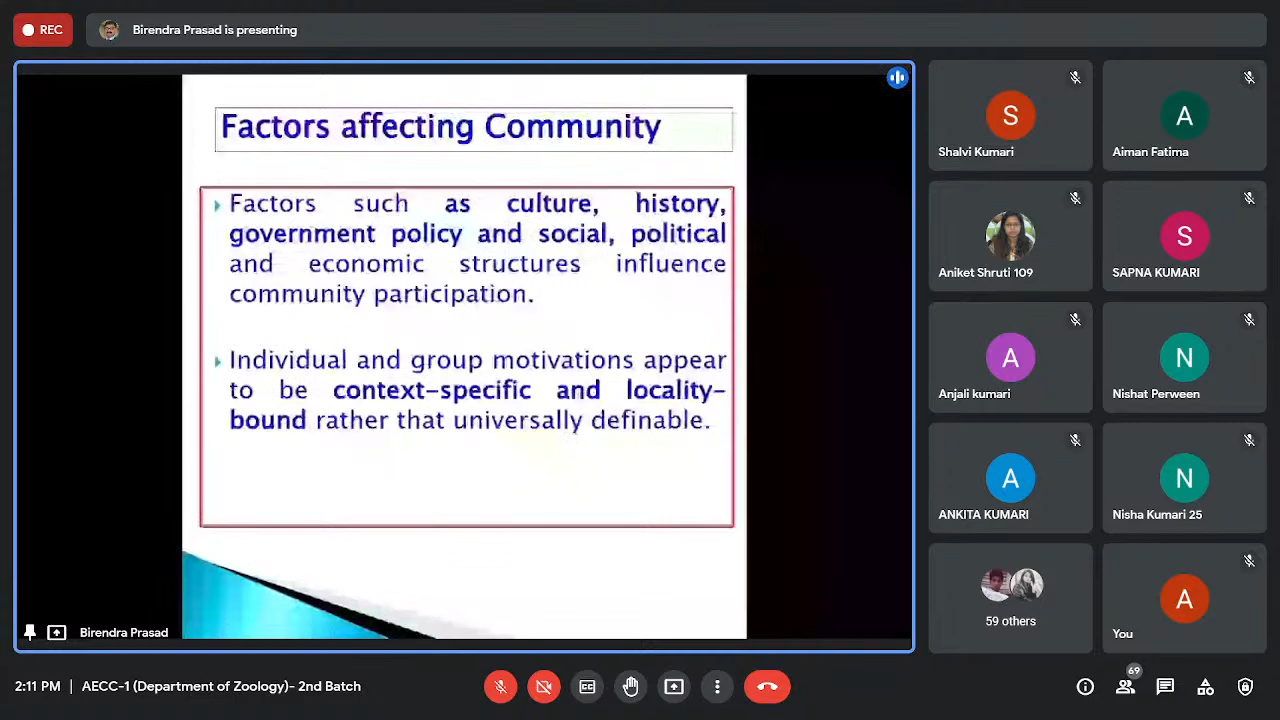 REC
Birendra Prasad is presenting
Factors affecting Community
Factors such as culture, history,
government policy and social, political
and economic structures influence
community participation.
Individual and group motivations appear
to be context-specific and locality-
bound rather that universally definable.
Birendra Prasad
S
Shalvi Kumari
A
Aiman Fatima
Aniket Shruti 109
S
SAPNA KUMARI
A
Anjali kumari
N
Nishat Perween
A
ANKITA KUMARI
N
Nisha Kumari 25
59 others
A
You
2:11 PM | AECC-1 (Department of Zoology)- 2nd Batch
CC
69